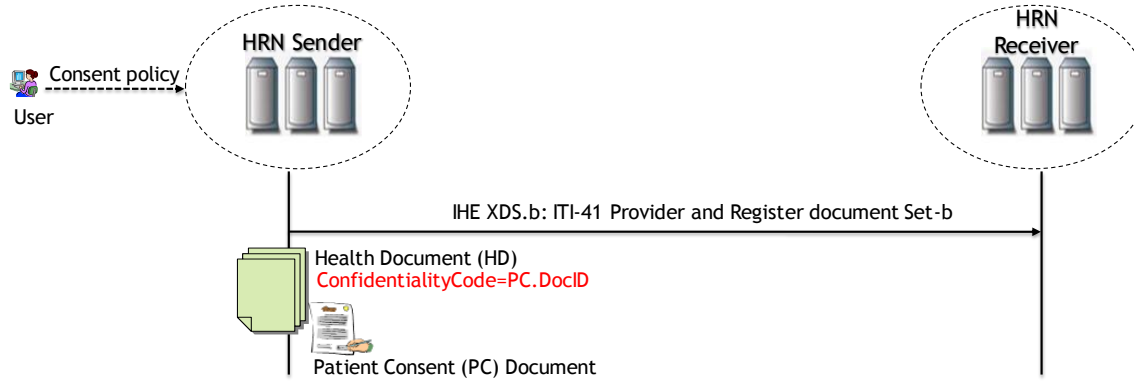 HRN Sender
HRN
Receiver
Consent policy
User
IHE XDS.b: ITI-41 Provider and Register document Set-b
Health Document (HD)
ConfidentialityCode=PC.DocID
Patient Consent (PC) Document